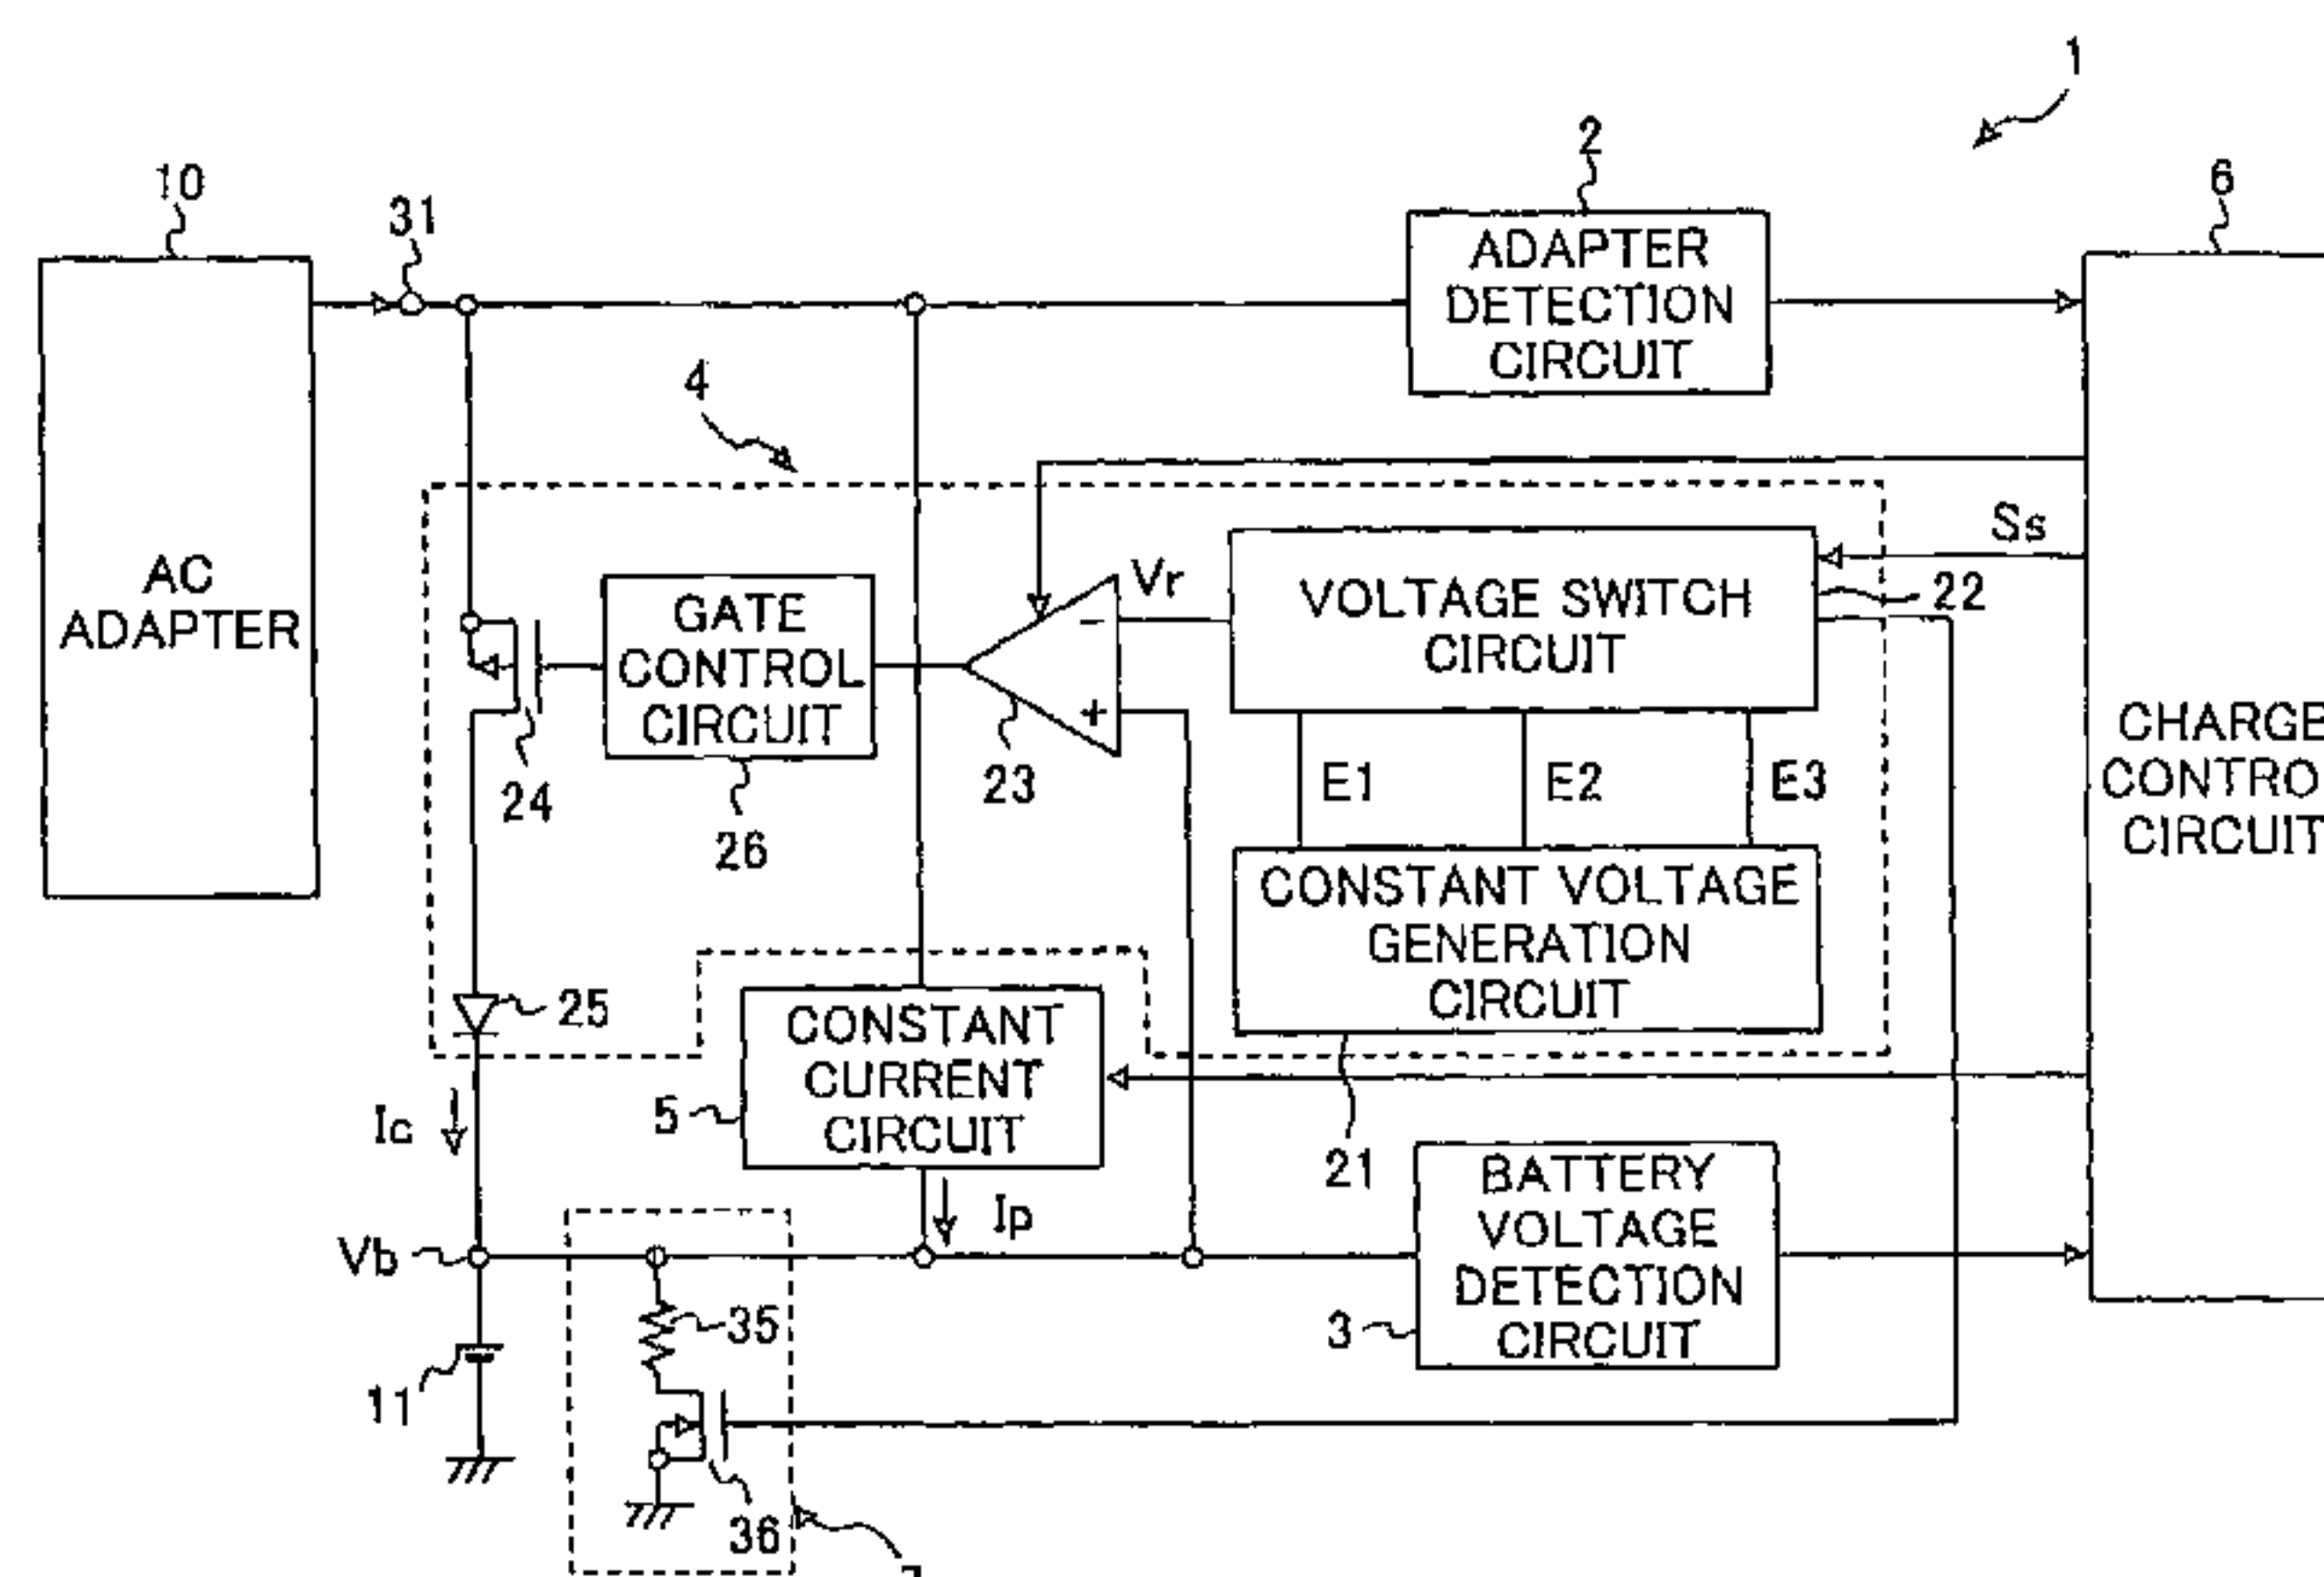 1
2
10
31
6
ADAPTER
DETECTION
CIRCUIT
4
Ss
AC
ADAPTER
GATE
CONTROL
CIRCUIT
Vr
-
+
VOLTAGE SWITCH
CIRCUIT
22
24
26
23
E1
E2
E3
CHARGE
CONTRO
CIRCUIT
CONSTANT VOLTAGE
GENERATION
CIRCUIT
25
CONSTANT
CURRENT
CIRCUIT
5
Ic
21
Ip
BATTERY
VOLTAGE
DETECTION
CIRCUIT
Vb
3
35
11
36